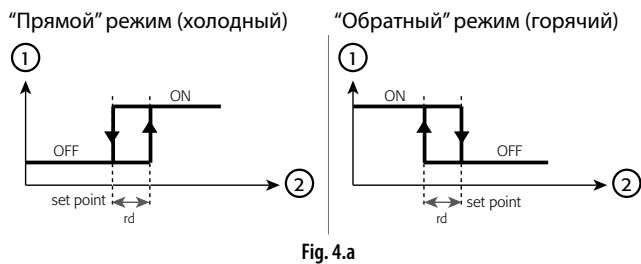 “Прямой” режим (холодный)
“Обратный” режим (горячий)
1
ON
OFF
2
set point
rd
1
ON
OFF
2
rd
set point
Fig. 4.a